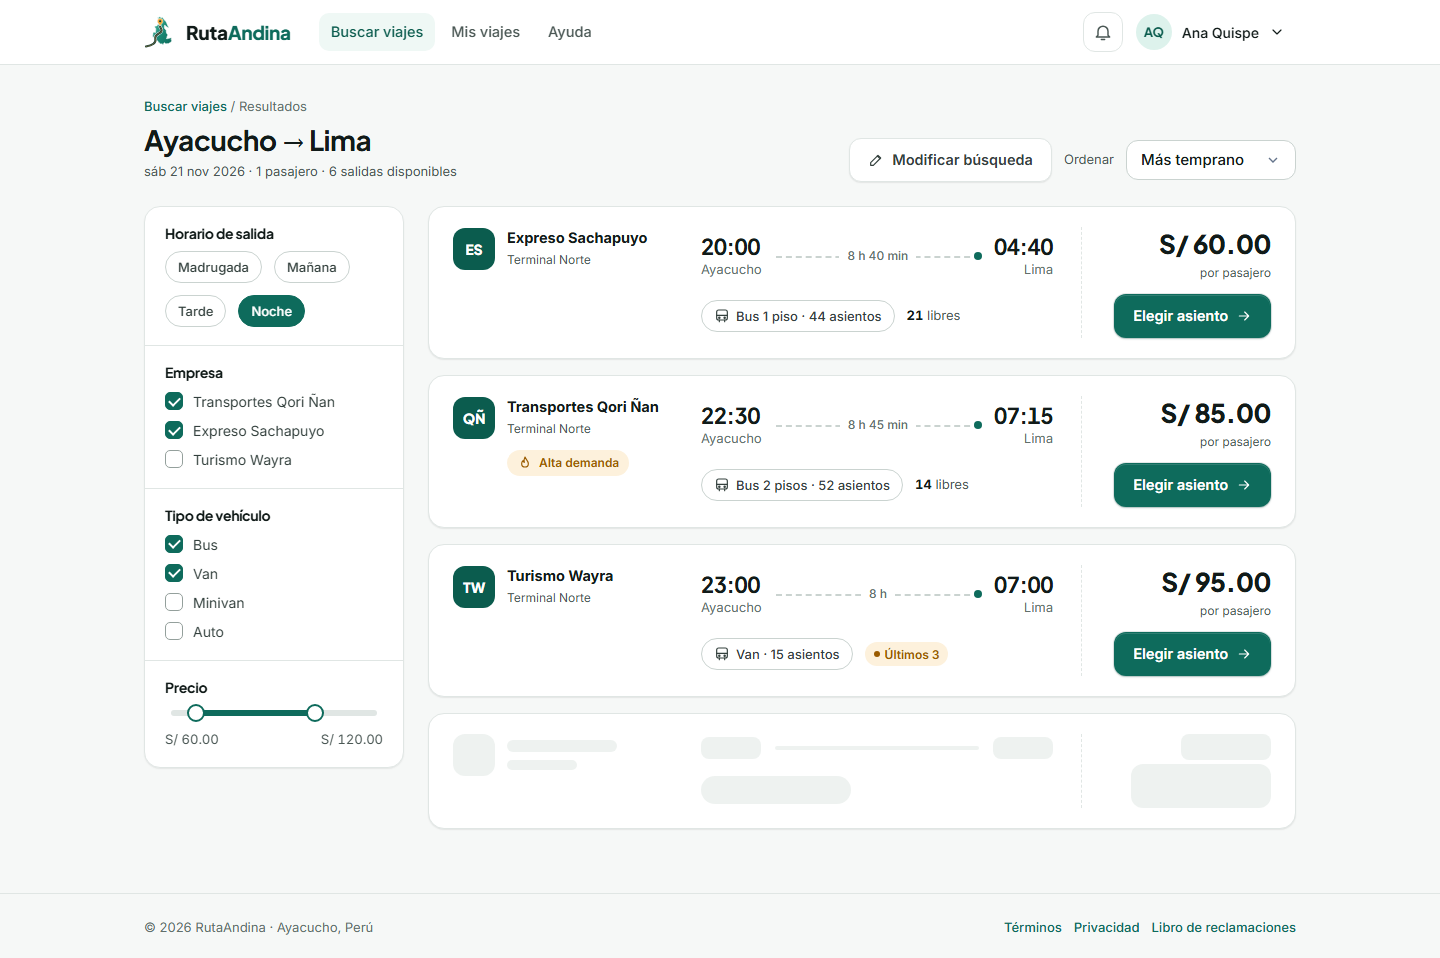 RutaAndina
Buscar viajes
Mis viajes
Ayuda
AQ
Ana Quispe
Buscar viajes / Resultados
Ayacucho → Lima
sáb 21 nov 2026 · 1 pasajero · 6 salidas disponibles
Modificar búsqueda
Ordenar
Más temprano
Horario de salida
Madrugada
Mañana
Tarde
Noche
Empresa
Transportes Qori Ñan
Expreso Sachapuyo
Turismo Wayra
Tipo de vehículo
Bus
Van
Minivan
Auto
Precio
S/ 60.00
S/ 120.00
ES
Expreso Sachapuyo
Terminal Norte
20:00
Ayacucho
8 h 40 min
04:40
Lima
Bus 1 piso · 44 asientos
21 libres
S/ 60.00
por pasajero
Elegir asiento →
QÑ
Transportes Qori Ñan
Terminal Norte
Alta demanda
22:30
Ayacucho
8 h 45 min
07:15
Lima
Bus 2 pisos · 52 asientos
14 libres
S/ 85.00
por pasajero
Elegir asiento →
TW
Turismo Wayra
Terminal Norte
23:00
Ayacucho
8 h
07:00
Lima
Van · 15 asientos
Últimos 3
S/ 95.00
por pasajero
Elegir asiento →
© 2026 RutaAndina · Ayacucho, Perú
Términos
Privacidad
Libro de reclamaciones